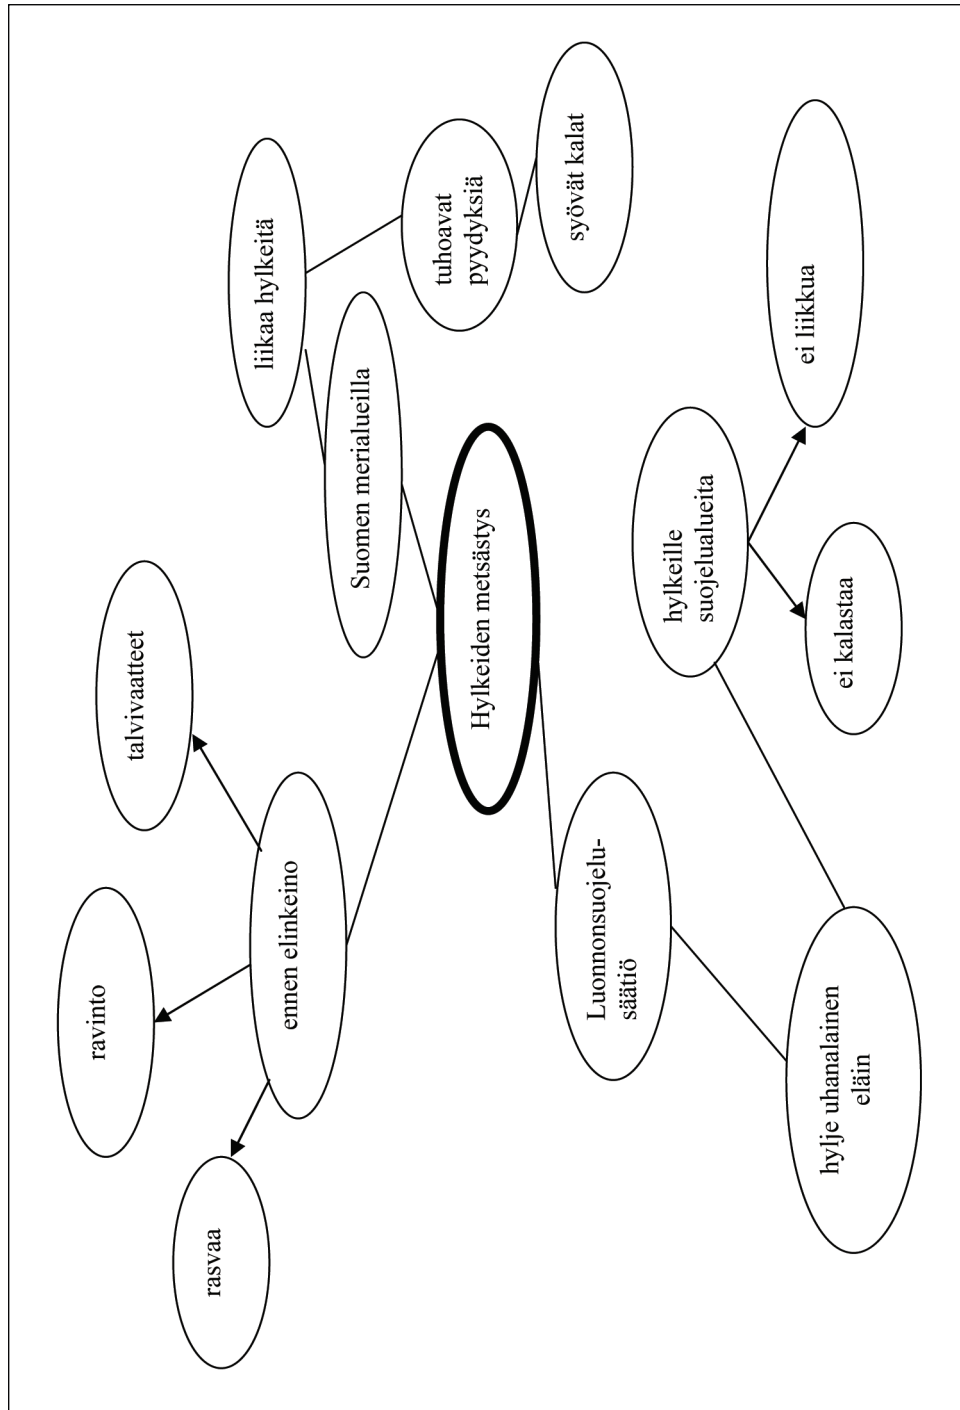 rasvaa
ravinto
talvivaatteet
ennen elinkeino
Suomen merialueilla
liikaa hylkeitä
tuhoavat
pyydyksiä
syövät kalat
Hylkeiden metsästys
Luonnonsuojelu-
säätiö
hylje uhanalainen
eläin
hylkeille
suojelualueita
ei kalastaa
ei liikkua